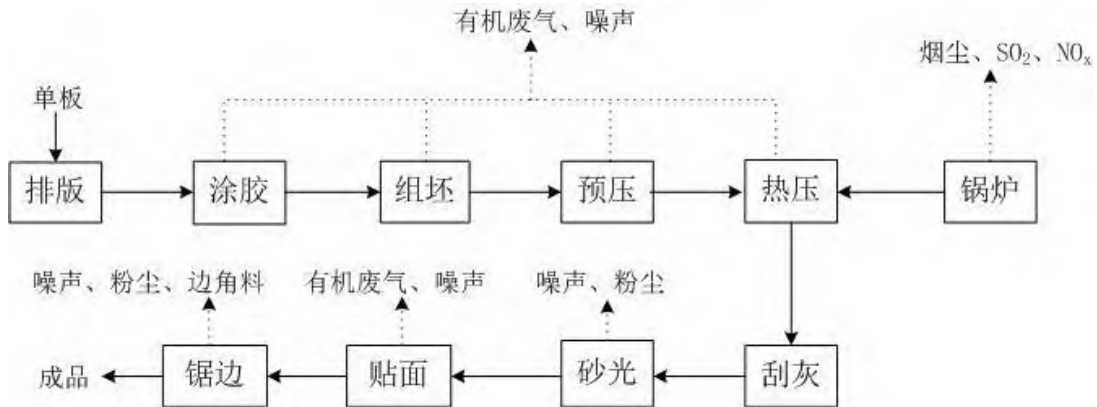 有机废气、噪声
烟尘、SO₂、NOₓ
单板
排版
涂胶
组坯
预压
热压
锅炉
噪声、粉尘、边角料
有机废气、噪声
噪声、粉尘
成品
锯边
贴面
砂光
刮灰